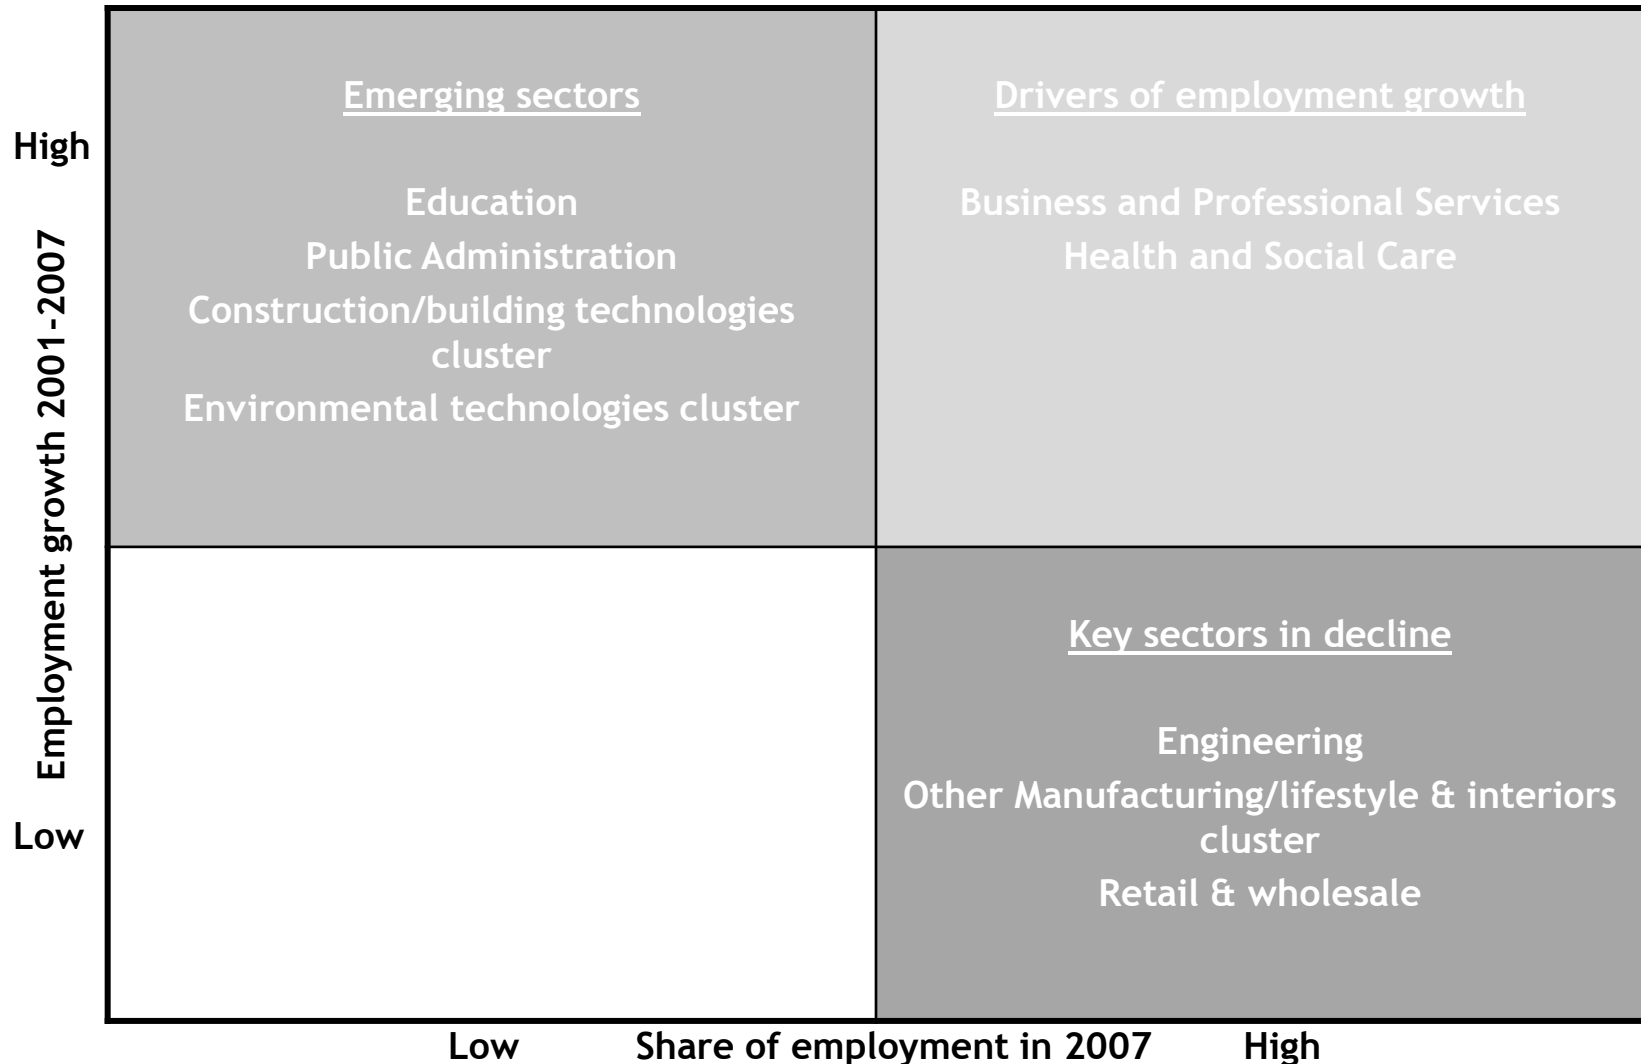 Emerging sectors
Education
Public Administration
Construction/building technologies
cluster
Environmental technologies cluster
Drivers of employment growth
Business and Professional Services
Health and Social Care
Key sectors in decline
Engineering
Other Manufacturing/lifestyle & interiors
cluster
Retail & wholesale
High
Employment growth 2001-2007
Low
Low Share of employment in 2007 High